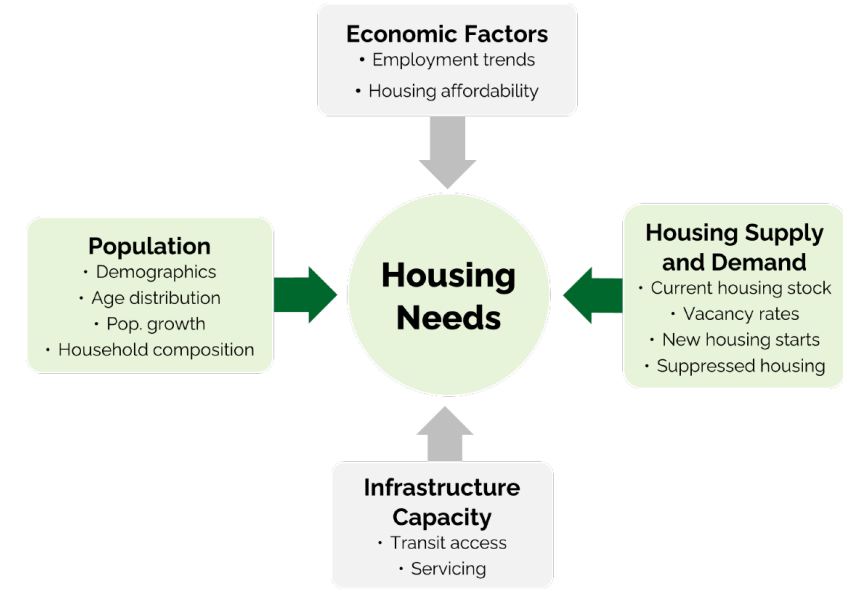 Economic Factors
• Employment trends
• Housing affordability
Population
• Demographics
• Age distribution
• Pop. growth
• Household composition
Housing
Needs
Housing Supply
and Demand
• Current housing stock
• Vacancy rates
• New housing starts
• Suppressed housing
Infrastructure
Capacity
• Transit access
• Servicing